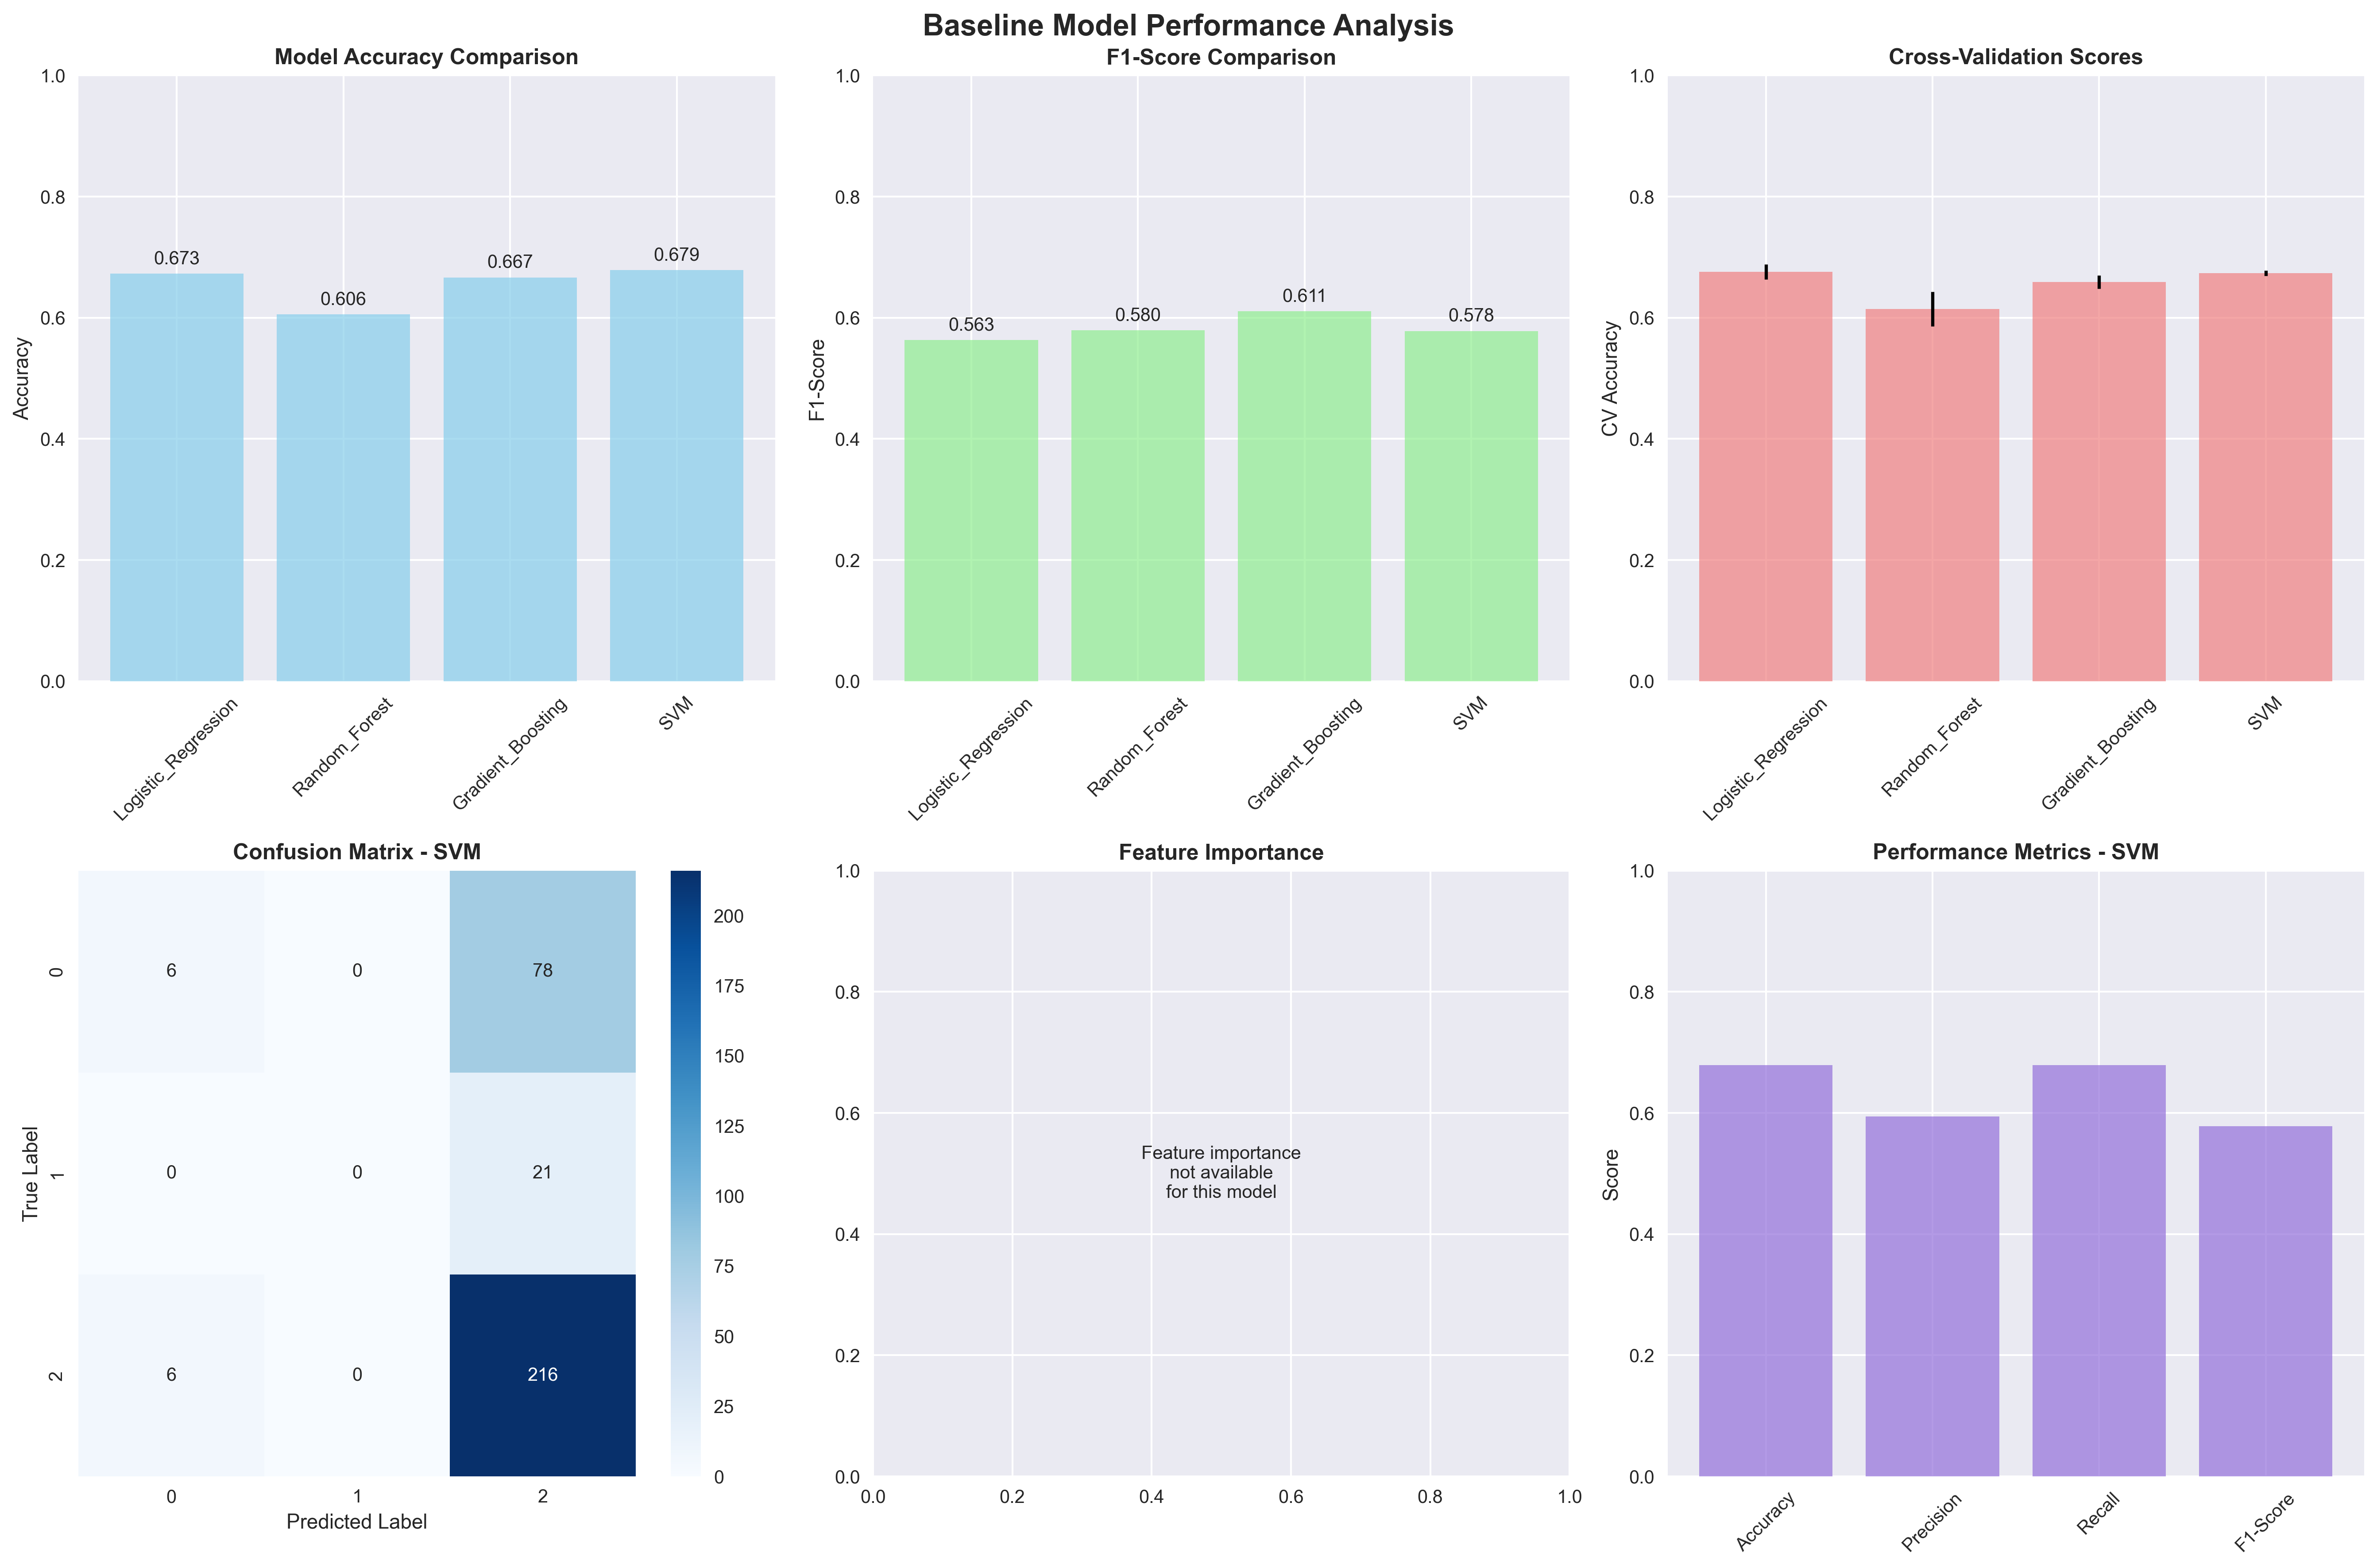 Baseline Model Performance Analysis
Model Accuracy Comparison
1.0
0.8
0.6
0.4
0.2
0.0
Accuracy
0.673
0.606
0.667
0.679
Logistic_Regression
Random_Forest
Gradient_Boosting
SVM
F1-Score Comparison
1.0
0.8
0.6
0.4
0.2
0.0
F1-Score
0.563
0.580
0.611
0.578
Logistic_Regression
Random_Forest
Gradient_Boosting
SVM
Cross-Validation Scores
1.0
0.8
0.6
0.4
0.2
0.0
CV Accuracy
Logistic_Regression
Random_Forest
Gradient_Boosting
SVM
Confusion Matrix - SVM
True Label
0
6 0 78
1
0 0 21
2
6 0 216
0 1 2
Predicted Label
200
175
150
125
100
75
50
25
0
Feature Importance
1.0
0.8
0.6
0.4
0.2
0.0
Feature importance
not available
for this model
0.0 0.2 0.4 0.6 0.8 1.0
Performance Metrics - SVM
1.0
0.8
0.6
0.4
0.2
0.0
Score
Accuracy
Precision
Recall
F1-Score